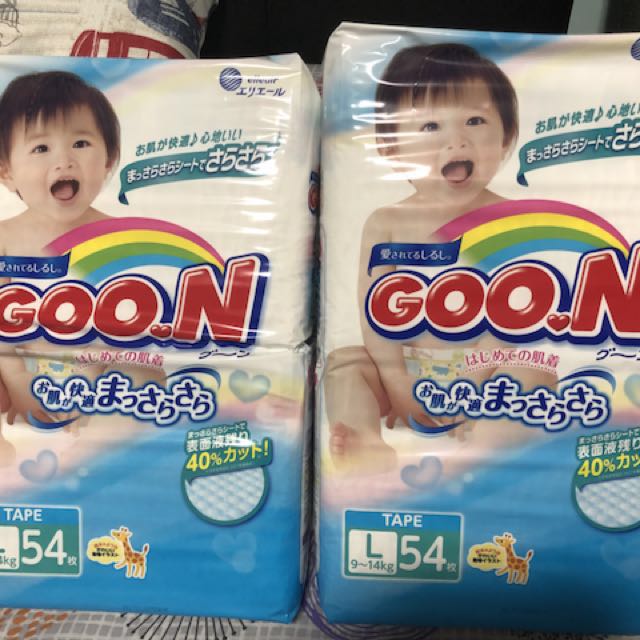 elleair
エリエール
お肌が快適♪心地いい
まっさらさらシートでさらさら
愛されてるしるし。
GOO.N
グ〜〜ン
はじめての肌着
お肌が快適まっさらさら
まっさらさらシートで
表面液残
40%カット!
TAPE
L 54枚
kg
エリエール
お肌が快適♪心地いい
まっさらさらシートでさら
愛されてるしるし。
GOO.N
グ〜〜ン
はじめての肌着
お肌が快適まっさらさら
まっさらさらシートで
表面液残
40%カッ
TAPE
L 54枚
9〜14kg